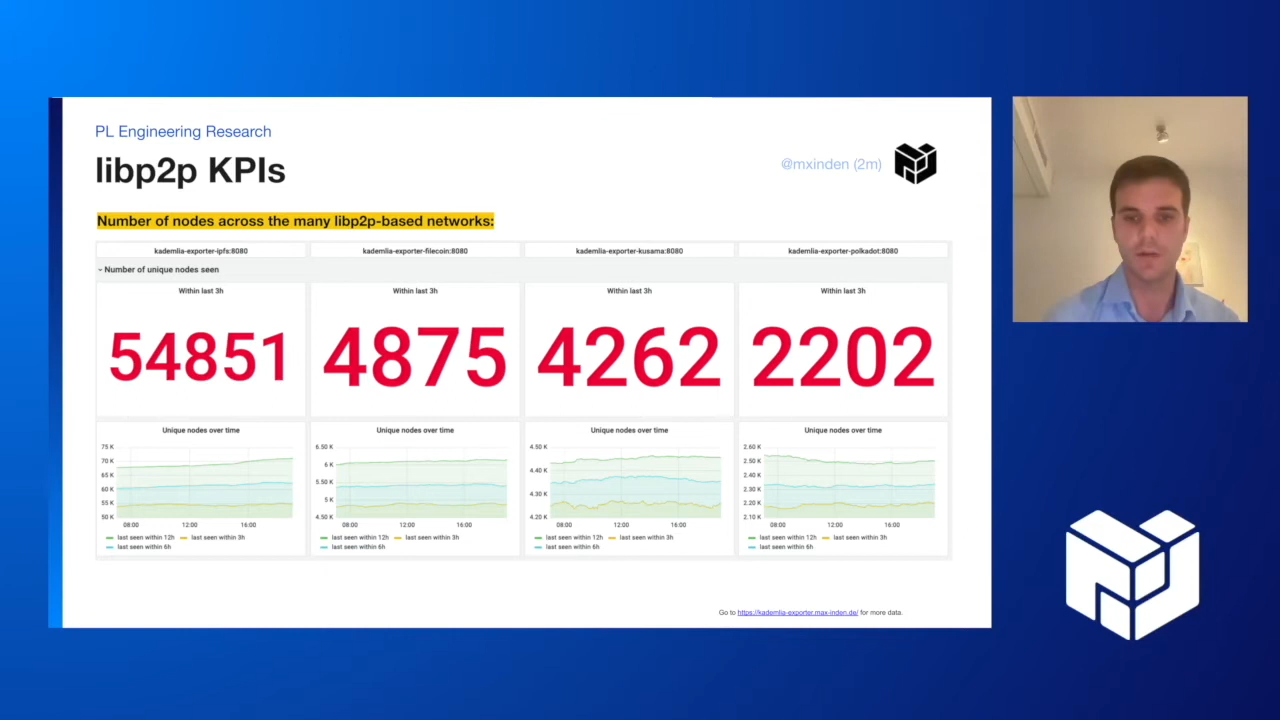 PL Engineering Research
libp2p KPIs
@mxinden (2m)
Number of nodes across the many libp2p-based networks:
kademlia-exporter-ipfs:8080
kademlia-exporter-filecoin:8080
kademlia-exporter-kusama:8080
kademlia-exporter-polkadot:8080
Number of unique nodes seen
Within last 3h
Within last 3h
Within last 3h
Within last 3h
54851
4875
4262
2202
Unique nodes over time
75 K
70 K
65 K
60 K
55 K
50 K
08:00
12:00
16:00
last seen within 12h
last seen within 3h
last seen within 6h
Unique nodes over time
6.50 K
6 K
5.50 K
5 K
4.50 K
08:00
12:00
16:00
last seen within 12h
last seen within 3h
last seen within 6h
Unique nodes over time
4.50 K
4.40 K
4.30 K
4.20 K
08:00
12:00
16:00
last seen within 12h
last seen within 3h
last seen within 6h
Unique nodes over time
2.60 K
2.50 K
2.40 K
2.30 K
2.20 K
2.10 K
08:00
12:00
16:00
last seen within 12h
last seen within 3h
last seen within 6h
Go to https://kademlia-exporter.max-inden.de/ for more data.